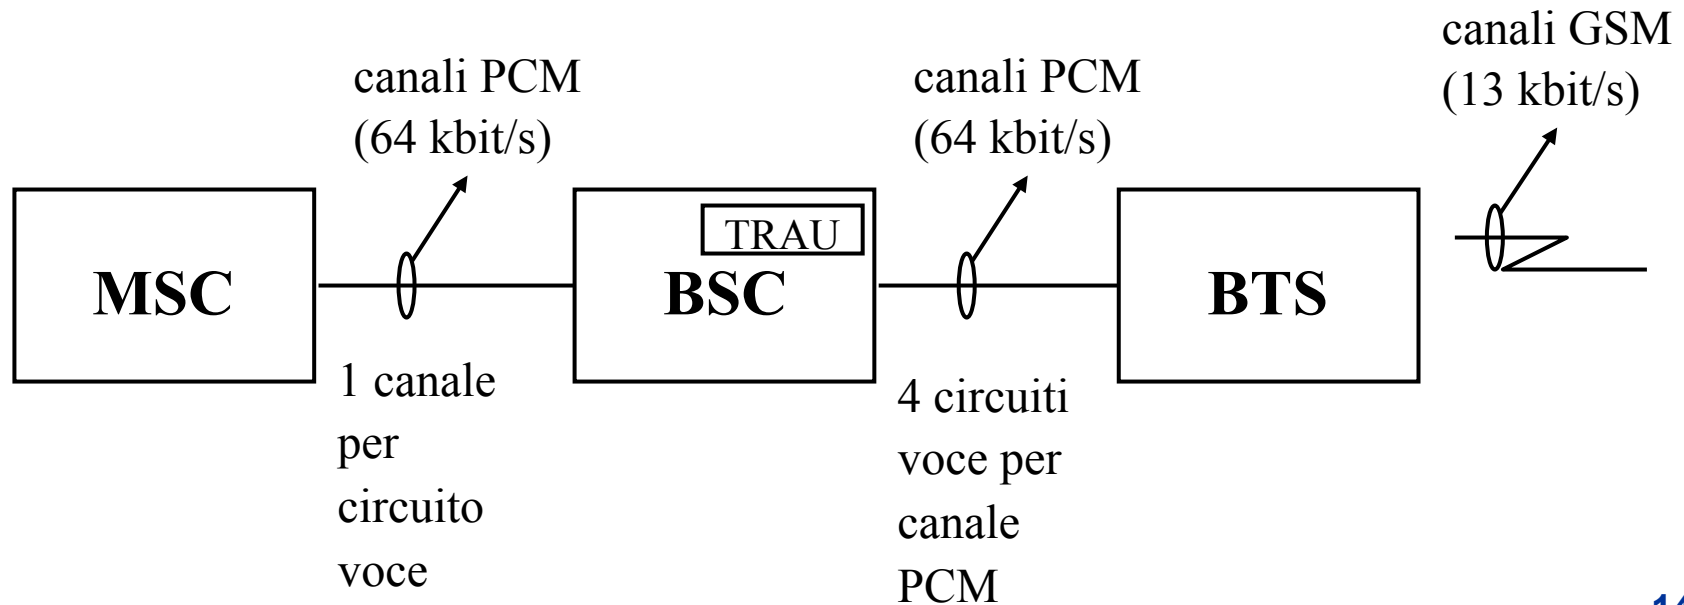 canali GSM
(13 kbit/s)
canali PCM
(64 kbit/s)
canali PCM
(64 kbit/s)
TRAU
MSC
BSC
BTS
1 canale
per
circuito
voce
4 circuiti
voce per
canale
PCM